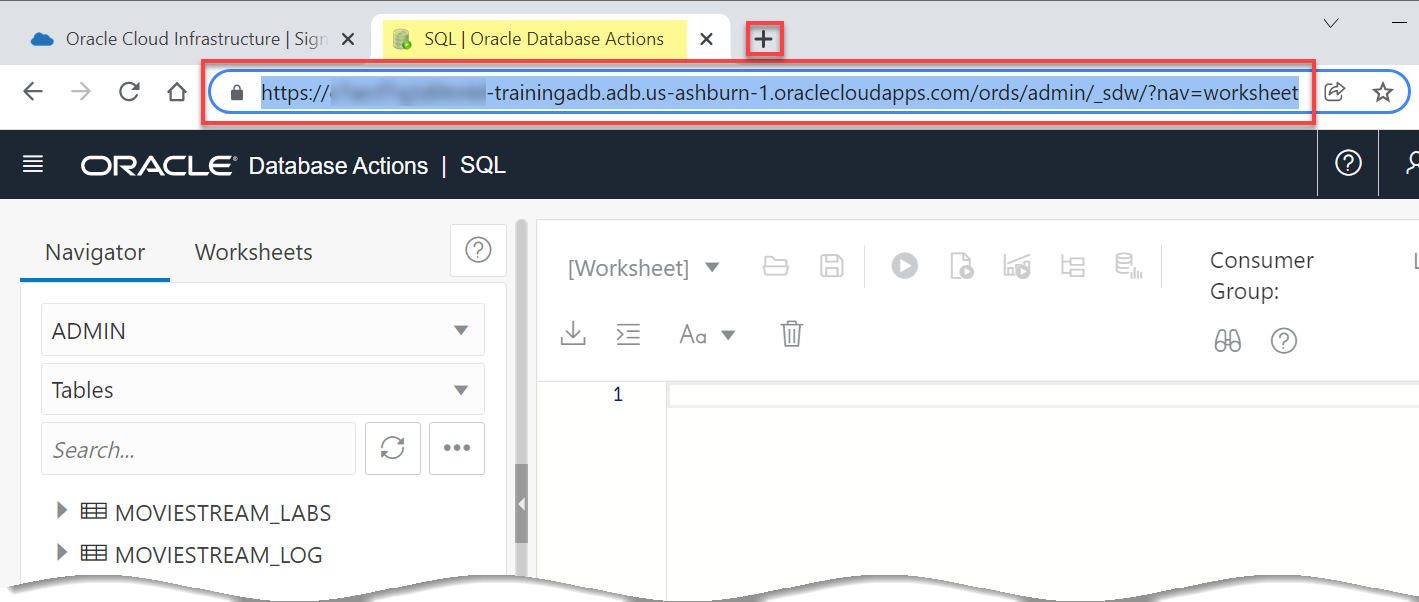 Oracle Cloud Infrastructure | Sign
SQL | Oracle Database Actions
https://
-trainingadb.adb.us-ashburn-1.oraclecloudapps.com/ords/admin/_sdw/?nav=worksheet
ORACLE® Database Actions | SQL
Navigator
Worksheets
[Worksheet]
Consumer
Group:
Aa
ADMIN
Tables
Search...
1
MOVIESTREAM_LABS
MOVIESTREAM_LOG